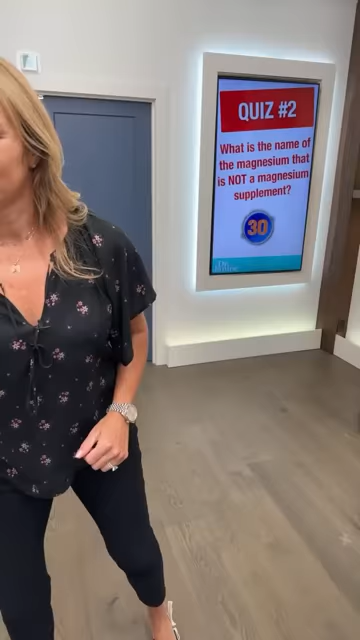 QUIZ #2
What is the name of
the magnesium that
is NOT a magnesium
supplement?
30